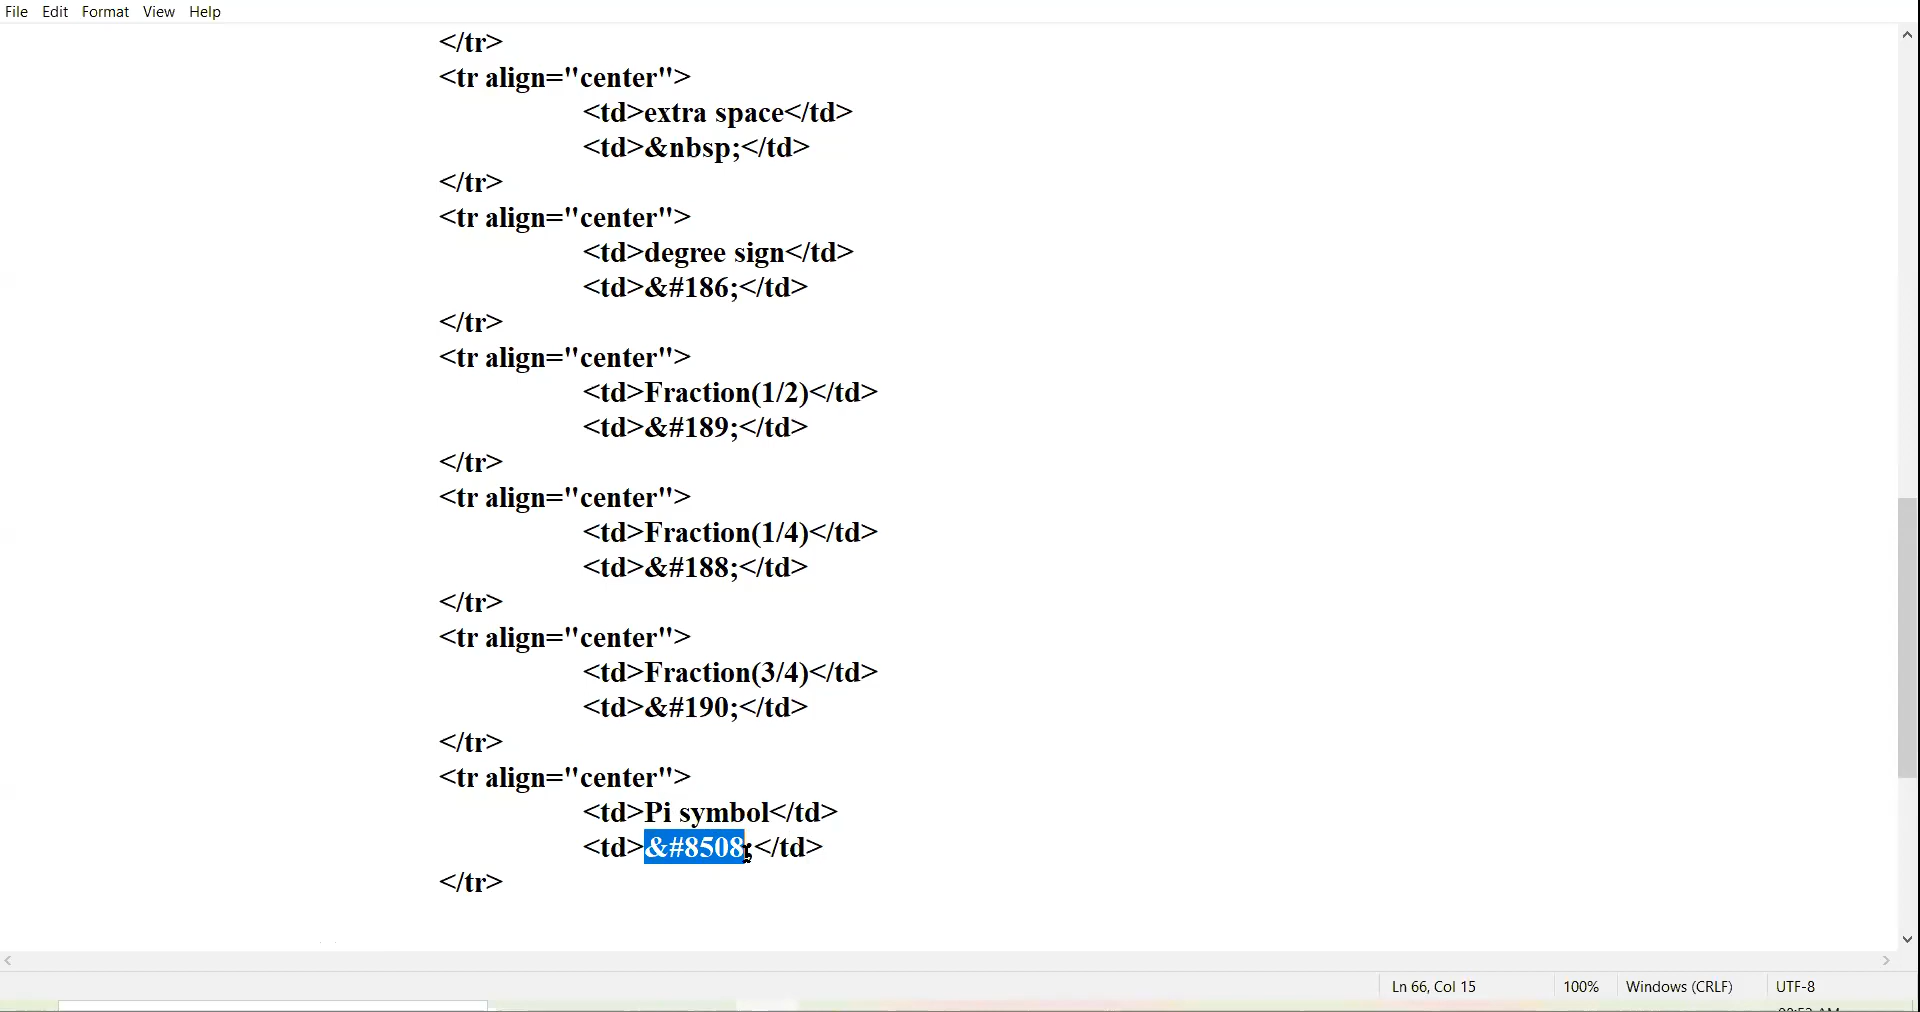 File Edit Format View Help
</tr>
<tr align="center">
<td>extra space</td>
<td>&nbsp;</td>
</tr>
<tr align="center">
<td>degree sign</td>
<td>&#186;</td>
</tr>
<tr align="center">
<td>Fraction(1/2)</td>
<td>&#189;</td>
</tr>
<tr align="center">
<td>Fraction(1/4)</td>
<td>&#188;</td>
</tr>
<tr align="center">
<td>Fraction(3/4)</td>
<td>&#190;</td>
</tr>
<tr align="center">
<td>Pi symbol</td>
<td>&#8508;</td>
</tr>
Ln 66, Col 15 100% Windows (CRLF) UTF-8